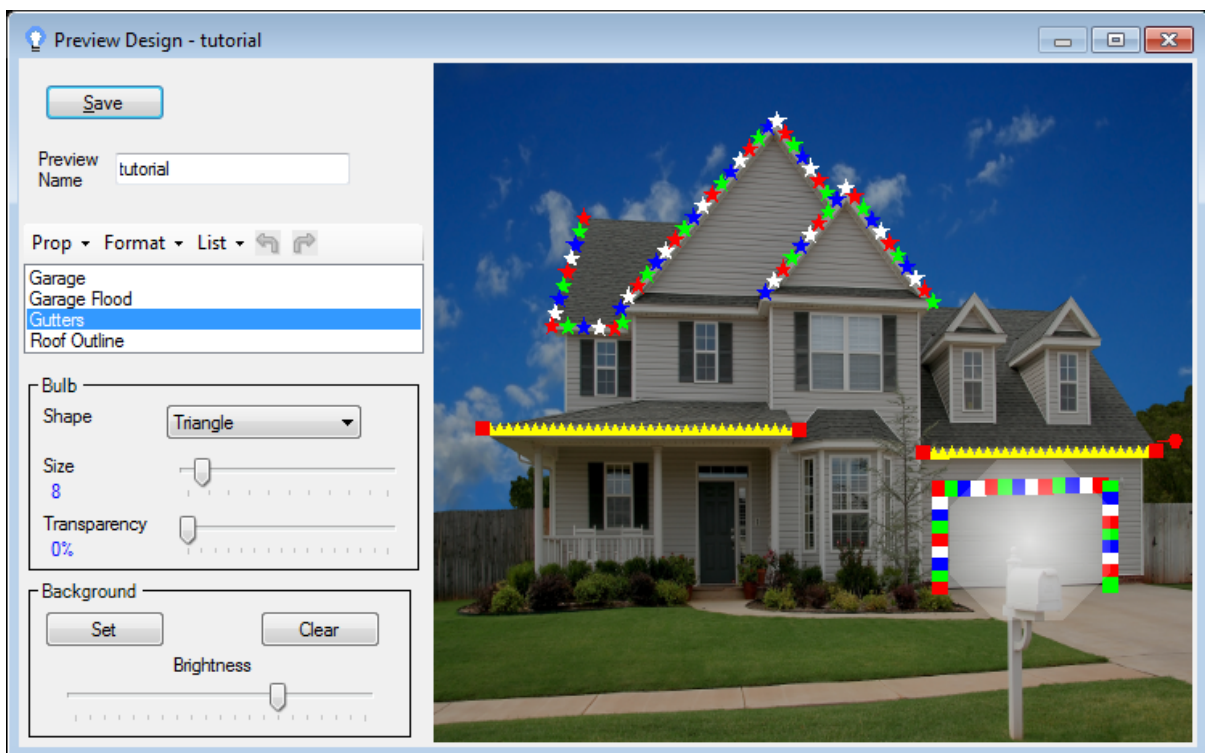 Preview Design - tutorial
Save
Preview Name
tutorial
Prop Format List
Garage
Garage Flood
Gutters
Roof Outline
Bulb
Shape
Triangle
Size
8
Transparency
0%
Background
Set Clear
Brightness